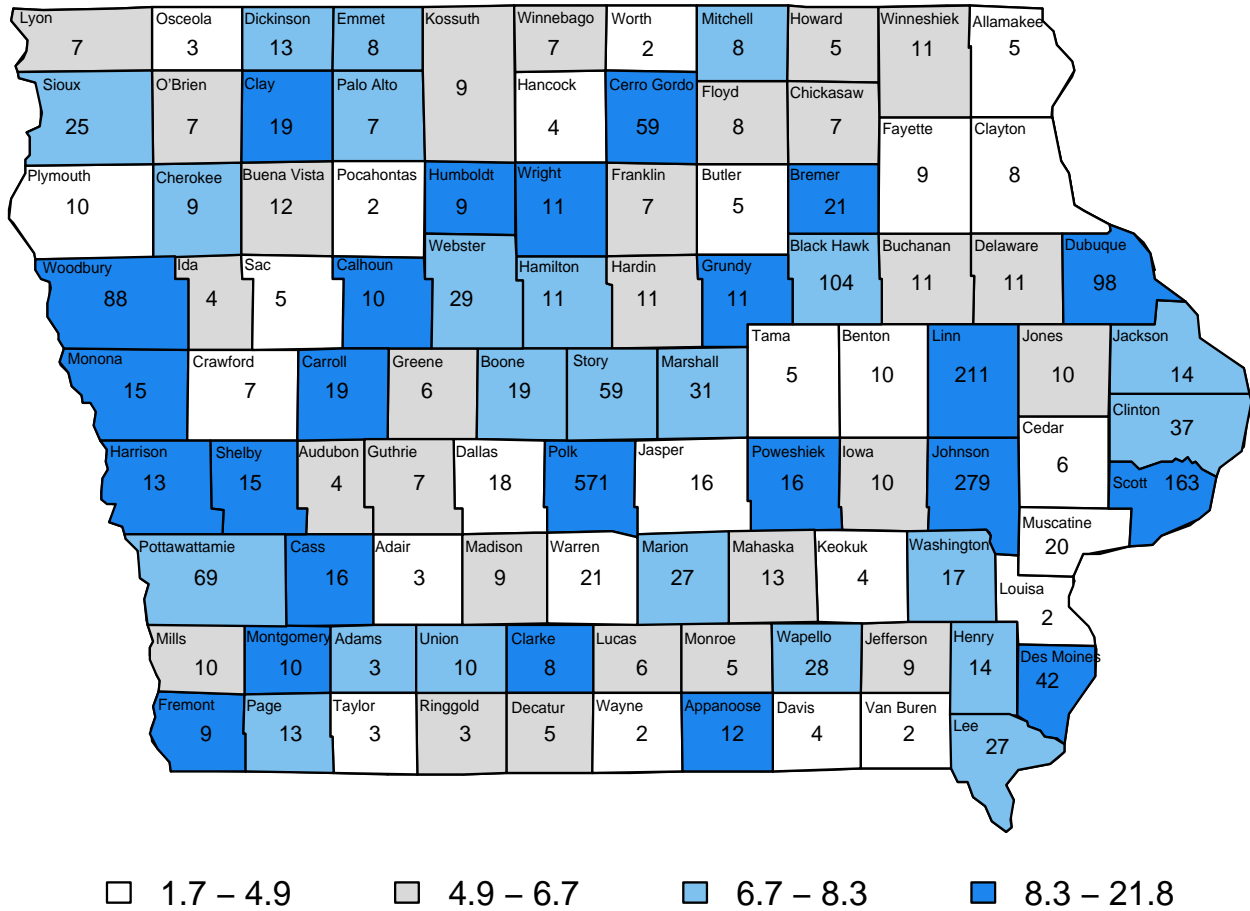 Lyon 7
Osceola 3
Dickinson 13
Emmet 8
Kossuth 9
Winnebago 7
Worth 2
Mitchell 8
Howard 5
Winneshiek 11
Allamakee 5
Sioux 25
O'Brien 7
Clay 19
Palo Alto 7
Hancock 4
Cerro Gordo 59
Floyd 8
Chickasaw 7
Fayette 9
Clayton 8
Plymouth 10
Cherokee 9
Buena Vista 12
Pocahontas 2
Humboldt 9
Wright 11
Franklin 7
Butler 5
Bremer 21
Woodbury 88
Ida 4
Sac 5
Calhoun 10
Webster 29
Hamilton 11
Hardin 11
Grundy 11
Black Hawk 104
Buchanan 11
Delaware 11
Dubuque 98
Monona 15
Crawford 7
Carroll 19
Greene 6
Boone 19
Story 59
Marshall 31
Tama 5
Benton 10
Linn 211
Jones 10
Jackson 14
Clinton 37
Cedar 6
Harrison 13
Shelby 15
Audubon 4
Guthrie 7
Dallas 18
Polk 571
Jasper 16
Poweshiek 16
Iowa 10
Johnson 279
Scott 163
Muscatine 20
Pottawattamie 69
Cass 16
Adair 3
Madison 9
Warren 21
Marion 27
Mahaska 13
Keokuk 4
Washington 17
Louisa 2
Mills 10
Montgomery 10
Adams 3
Union 10
Clarke 8
Lucas 6
Monroe 5
Wapello 28
Jefferson 9
Henry 14
Des Moines 42
Fremont 9
Page 13
Taylor 3
Ringgold 3
Decatur 5
Wayne 2
Appanoose 12
Davis 4
Van Buren 2
Lee 27
1.7 – 4.9
4.9 – 6.7
6.7 – 8.3
8.3 – 21.8